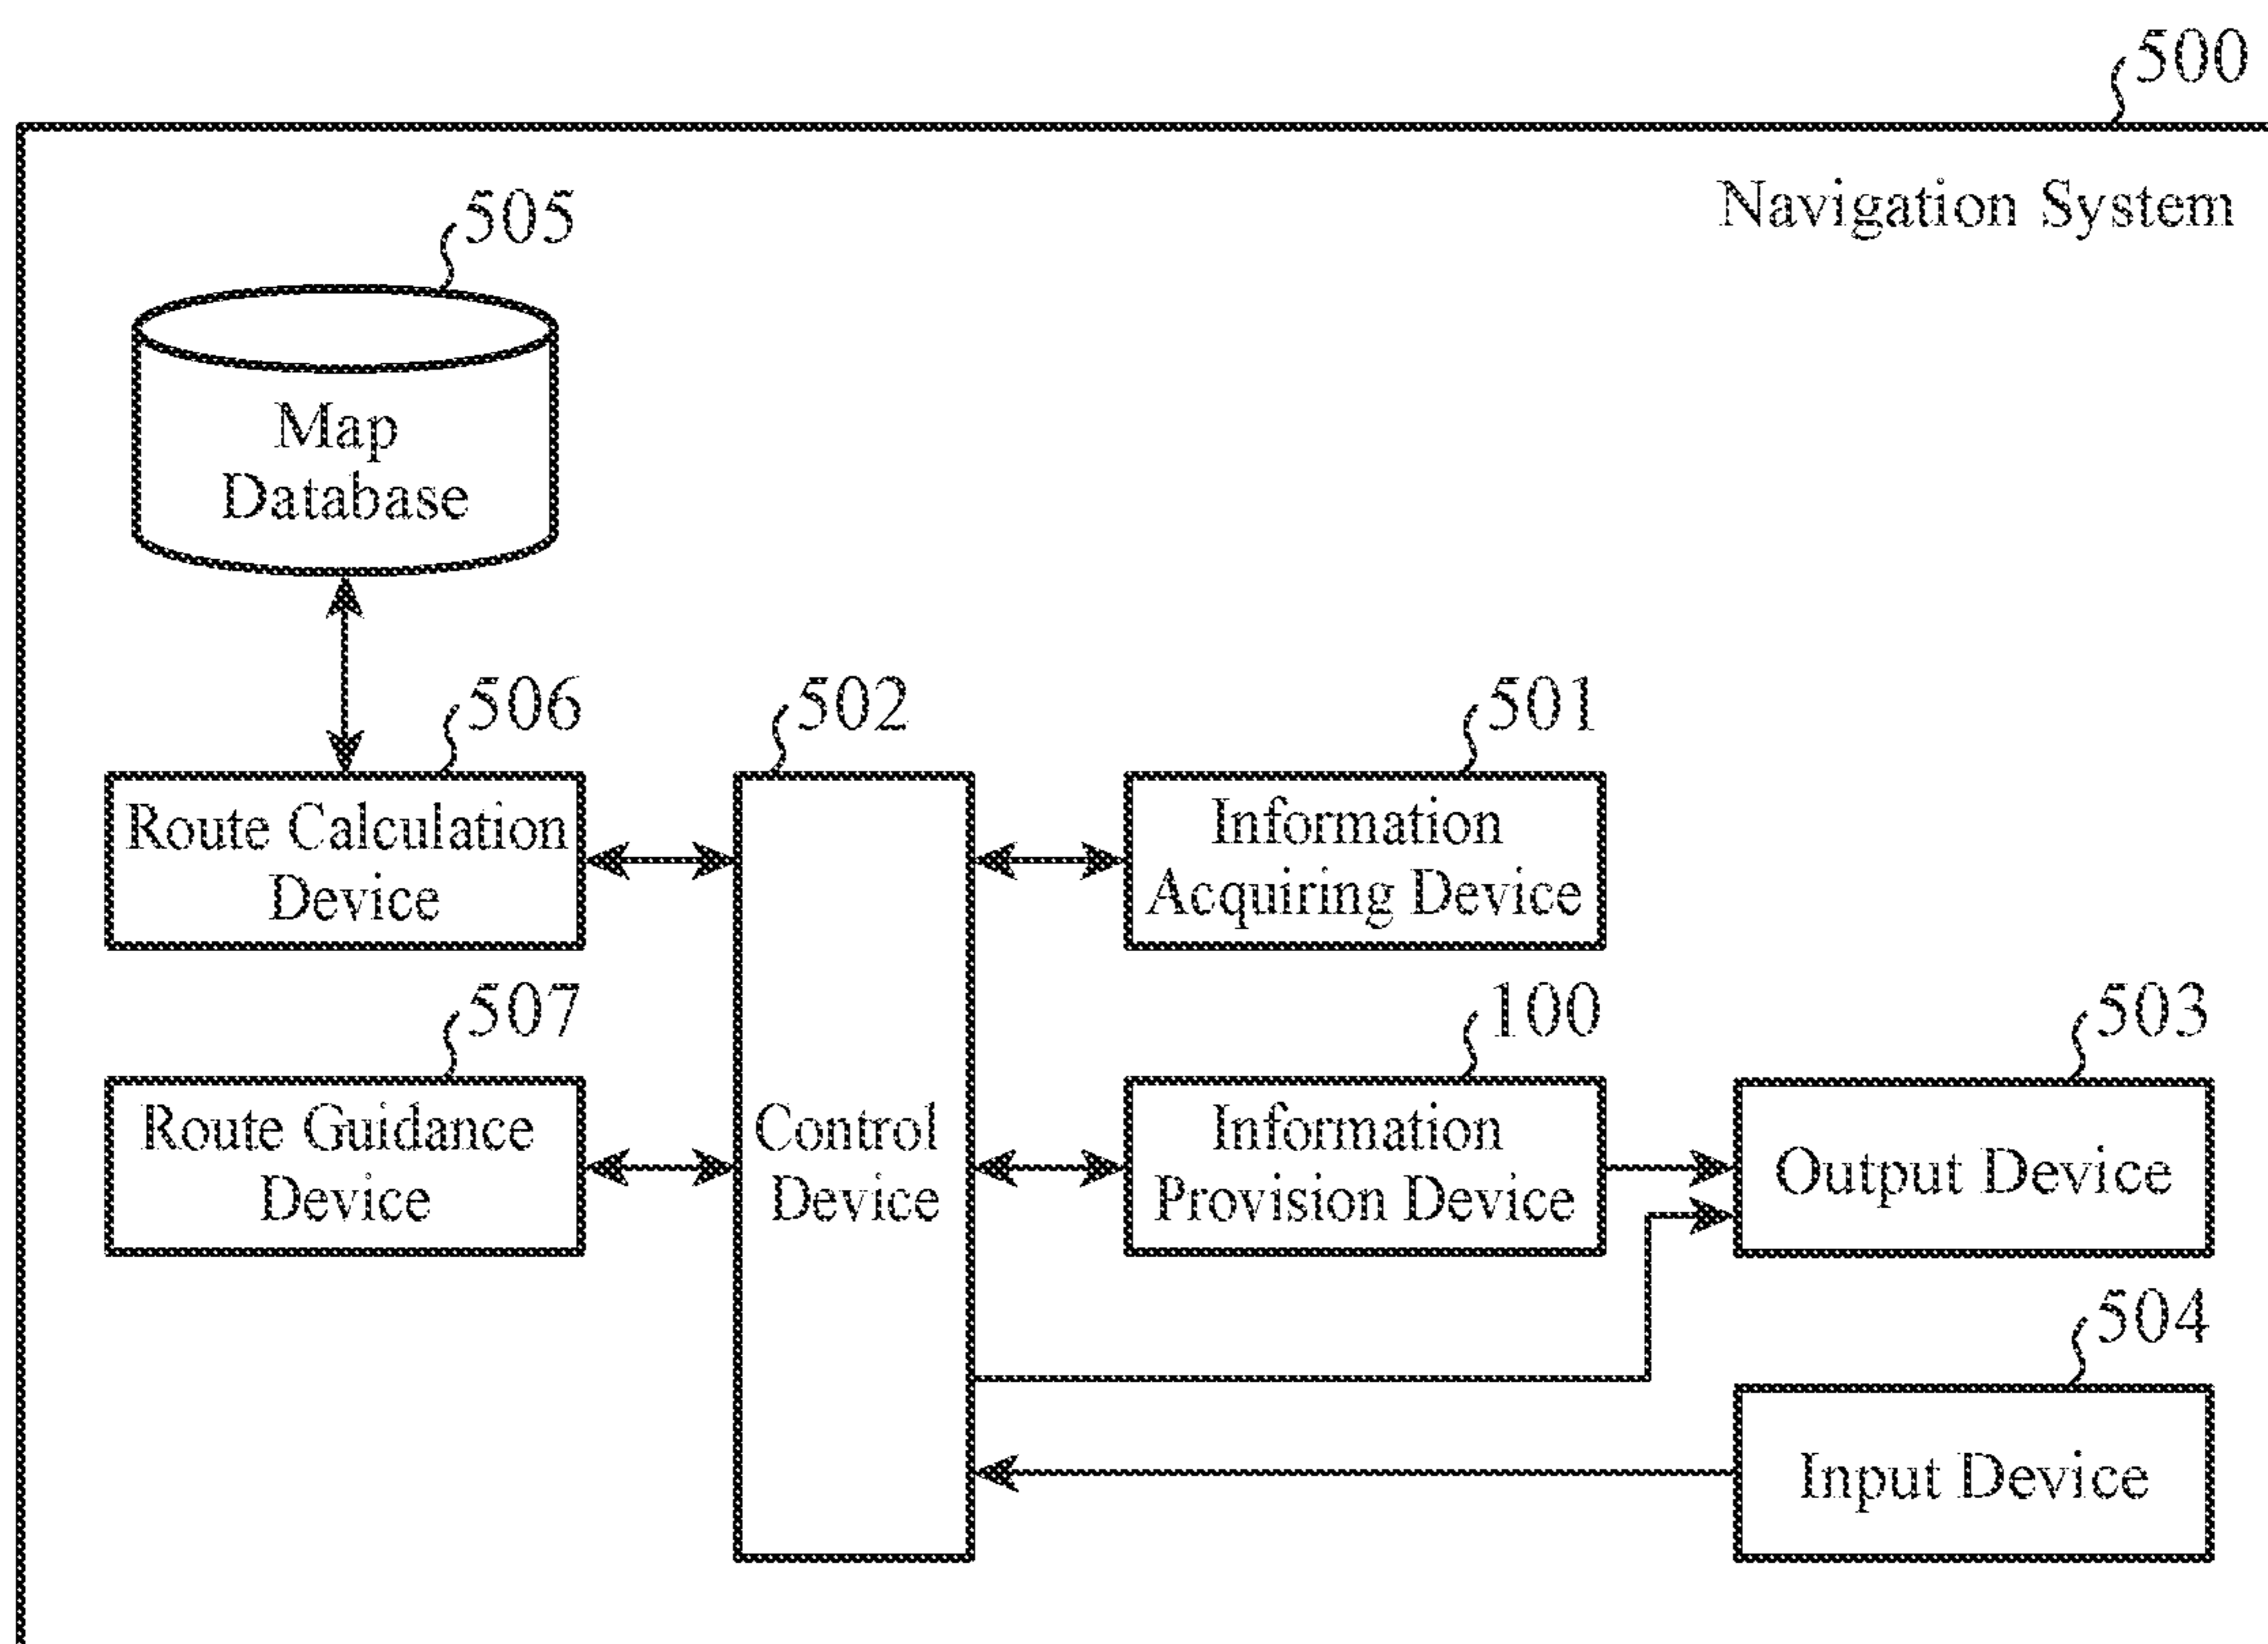 500
Navigation System
505
Map
Database
506
502
501
Route Calculation
Device
Information
Acquiring Device
507
100
503
Route Guidance
Device
Control
Device
Information
Provision Device
Output Device
504
Input Device